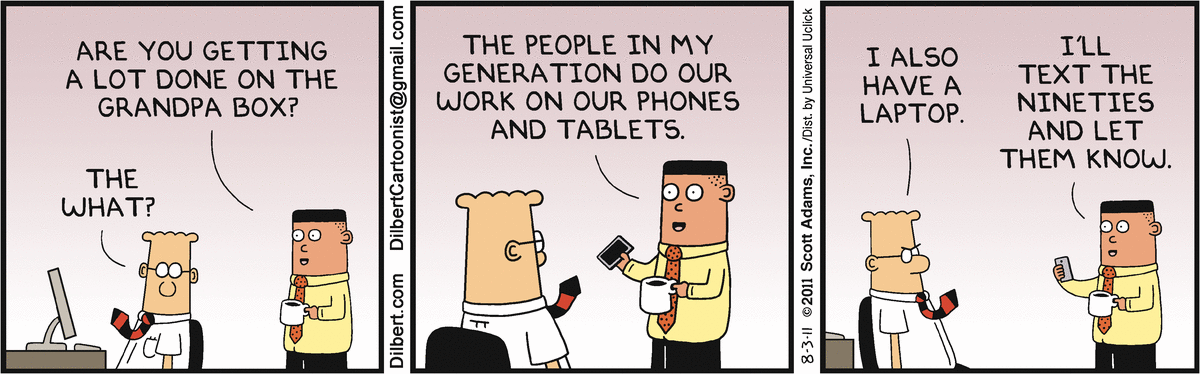 ARE YOU GETTING
A LOT DONE ON THE
GRANDPA BOX?
THE
WHAT?
DilbertCartoonist@gmail.com
Dilbert.com
THE PEOPLE IN MY
GENERATION DO OUR
WORK ON OUR PHONES
AND TABLETS.
8-3-11 ©2011 Scott Adams, Inc./Dist. by Universal Uclick
I ALSO
HAVE A
LAPTOP.
I'LL
TEXT THE
NINETIES
AND LET
THEM KNOW.